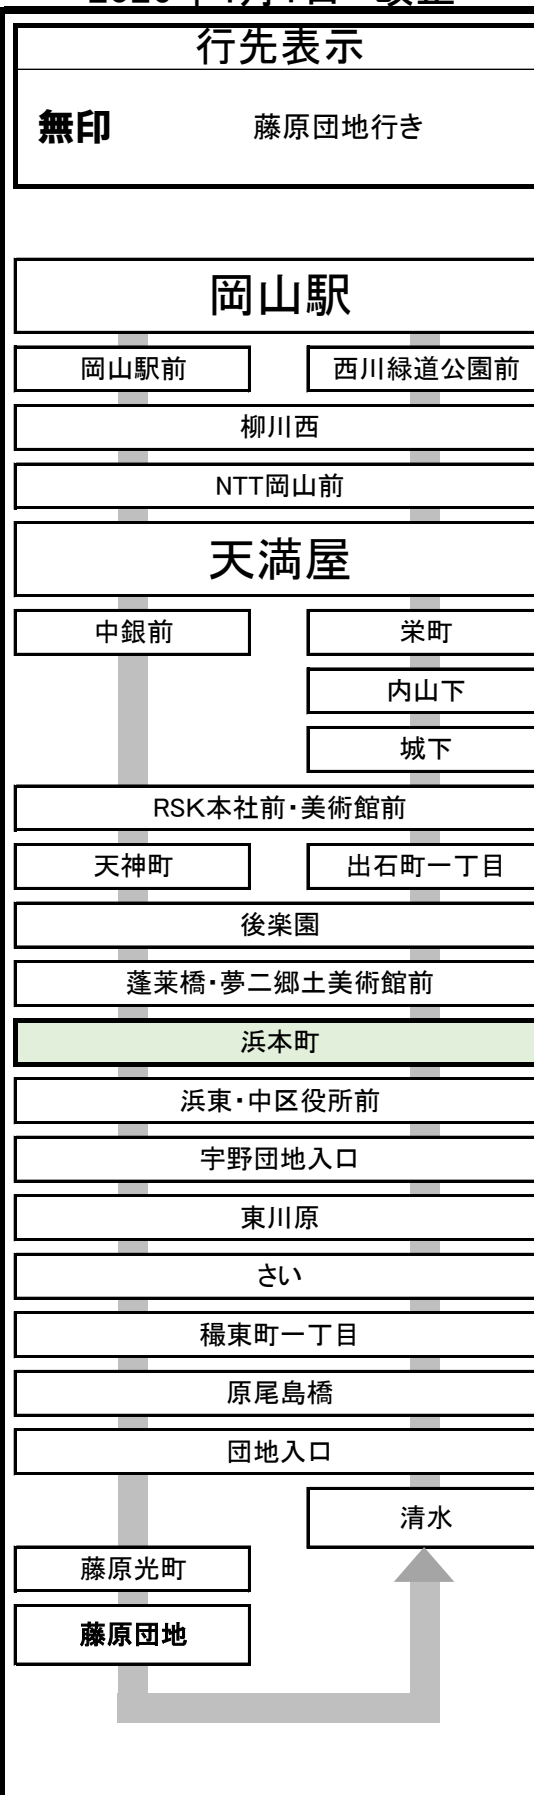 行先表示
無印 藤原団地行き
岡山駅
岡山駅前 西川緑道公園前
柳川西
NTT岡山前
天満屋
中銀前 栄町
内山下
城下
RSK本社前・美術館前
天神町 出石町一丁目
後楽園
蓬莱橋・夢二郷土美術館前
浜本町
浜東・中区役所前
宇野団地入口
東川原
さい
穝東町一丁目
原尾島橋
団地入口
清水
藤原光町
藤原団地